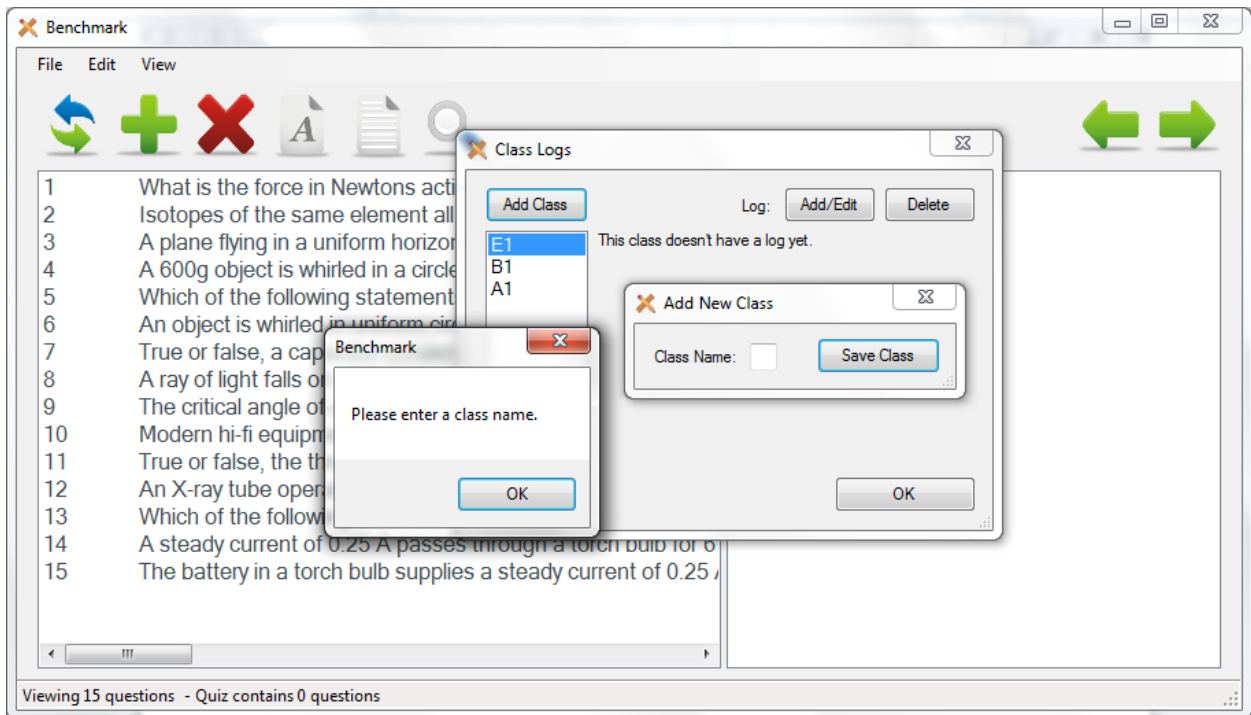 Benchmark
File Edit View
A
Class Logs
Add Class
Log:
Add/Edit
Delete
This class doesn't have a log yet.
E1
B1
A1
Add New Class
Class Name:
Save Class
OK
Benchmark
Please enter a class name.
OK
1 What is the force in Newtons acti
2 Isotopes of the same element all
3 A plane flying in a uniform horizon
4 A 600g object is whirled in a circle
5 Which of the following statement
6 An object is whirled in uniform circ
7 True or false, a cap
8 A ray of light falls on
9 The critical angle of
10 Modern hi-fi equipm
11 True or false, the th
12 An X-ray tube opera
13 Which of the followi
14 A steady current of 0.25 A passes through a torch bulb for 6
15 The battery in a torch bulb supplies a steady current of 0.25 A
Viewing 15 questions - Quiz contains 0 questions